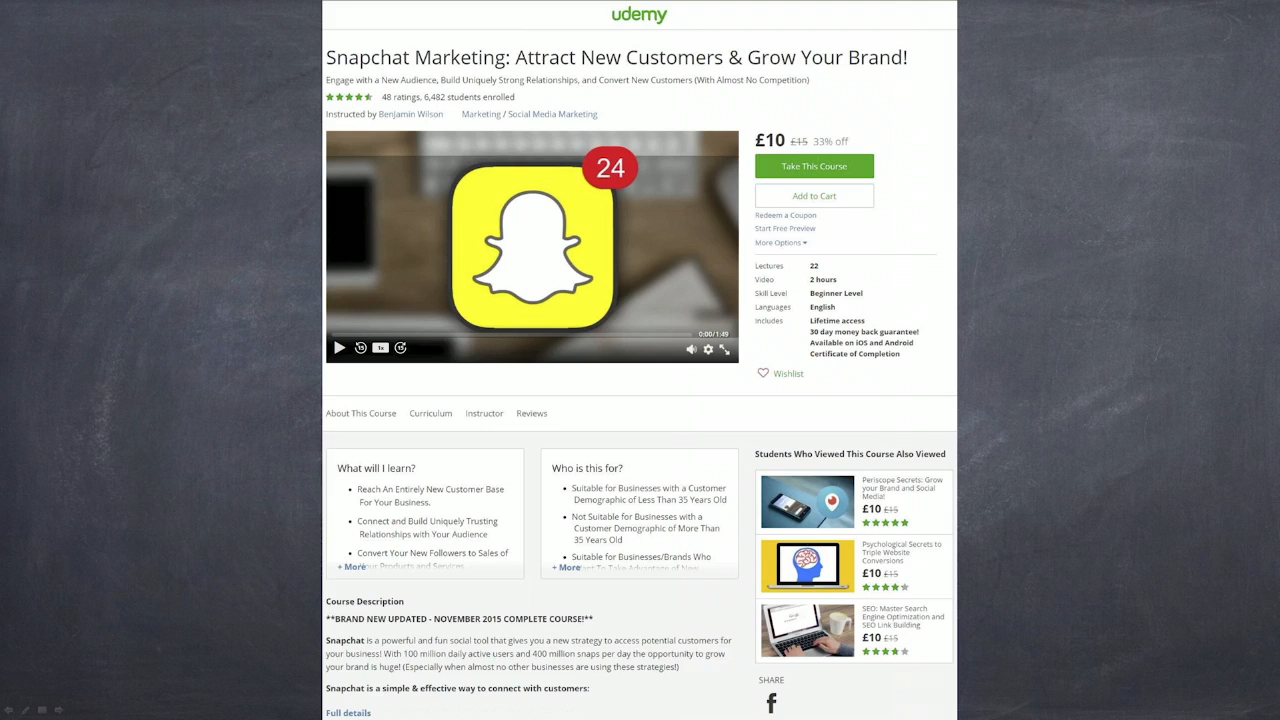 udemy
Snapchat Marketing: Attract New Customers & Grow Your Brand!
Engage with a New Audience, Build Uniquely Strong Relationships, and Convert New Customers (With Almost No Competition)
48 ratings, 6,482 students enrolled
Instructed by Benjamin Wilson Marketing / Social Media Marketing
24
0:00/1:49
15 1x 15
£10 £15 33% off
Take This Course
Add to Cart
Redeem a Coupon
Start Free Preview
More Options
Lectures 22
Video 2 hours
Skill Level Beginner Level
Languages English
Includes Lifetime access
30 day money back guarantee!
Available on iOS and Android
Certificate of Completion
Wishlist
About This Course Curriculum Instructor Reviews
What will I learn?
Reach An Entirely New Customer Base
For Your Business.
Connect and Build Uniquely Trusting
Relationships with Your Audience
Convert Your New Followers to Sales of
Products and Services
+ More
Who is this for?
Suitable for Businesses with a Customer
Demographic of Less Than 35 Years Old
Not Suitable for Businesses with a
Customer Demographic of More Than
35 Years Old
Suitable for Businesses/Brands Who
To Take Advantage of New
+ More
Students Who Viewed This Course Also Viewed
Periscope Secrets: Grow
your Brand and Social
Media!
£10 £15
Psychological Secrets to
Triple Website
Conversions
£10 £15
SEO: Master Search
Engine Optimization and
SEO Link Building
£10 £15
SHARE
Course Description
**BRAND NEW UPDATED - NOVEMBER 2015 COMPLETE COURSE!**
Snapchat is a powerful and fun social tool that gives you a new strategy to access potential customers for
your business! With 100 million daily active users and 400 million snaps per day the opportunity to grow
your brand is huge! (Especially when almost no other businesses are using these strategies!)
Snapchat is a simple & effective way to connect with customers:
Full details